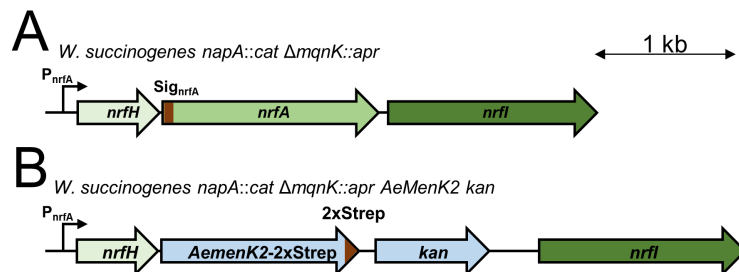 A
W. succinogenes napA::cat ΔmqnK::apr
1 kb
PnrfA
SignrfA
nrfH
nrfA
nrfI
B
W. succinogenes napA::cat ΔmqnK::apr AeMenK2 kan
PnrfA
2xStrep
nrfH
AemenK2-2xStrep
kan
nrfI